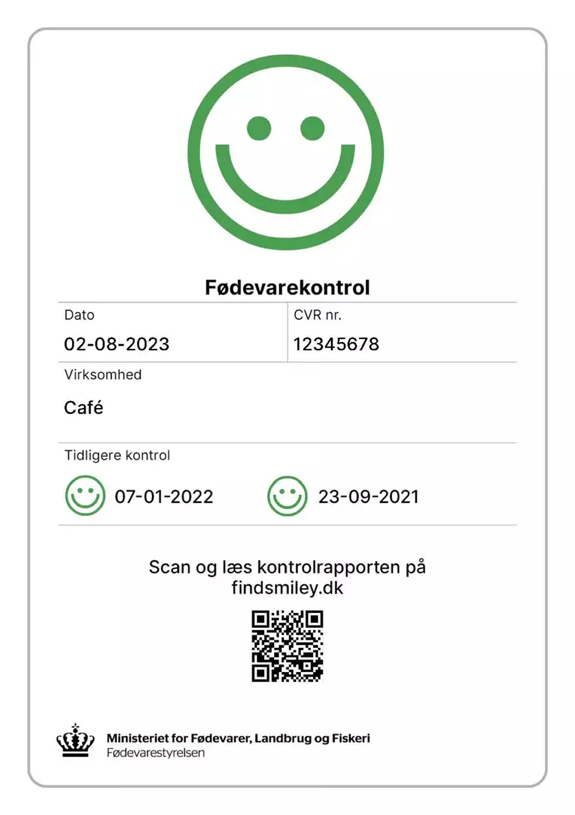 Fødevarekontrol
Dato
02-08-2023
CVR nr.
12345678
Virksomhed
Café
Tidligere kontrol
07-01-2022
23-09-2021
Scan og læs kontrolrapporten på
findsmiley.dk
Ministeriet for Fødevarer, Landbrug og Fiskeri
Fødevarestyrelsen